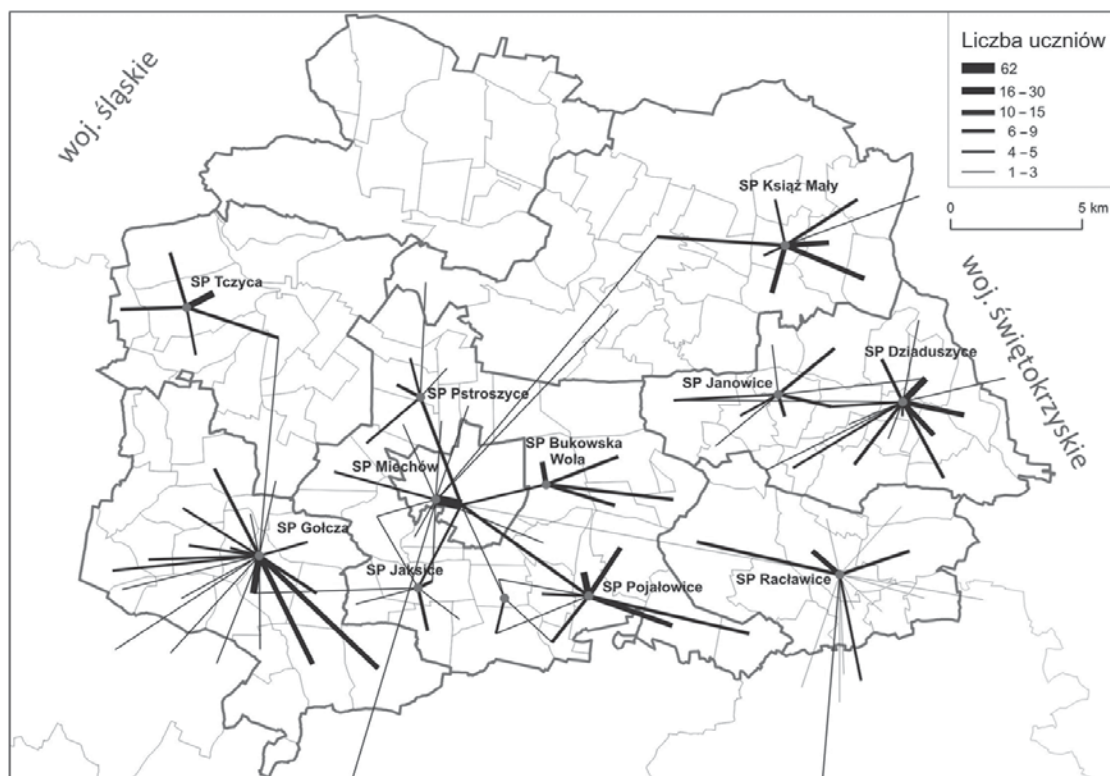 woj. śląskie
Liczba uczniów
62
16 – 30
10 – 15
6 – 9
4 – 5
1 – 3
0 5 km
SP Książ Mały
woj. świętokrzyskie
SP Tczyca
SP Dziaduszyce
SP Janowice
SP Pstroszyce
SP Bukowska
Wola
SP Miechów
SP Gołcza
SP Jaksice
SP Pojałowice
SP Racławice